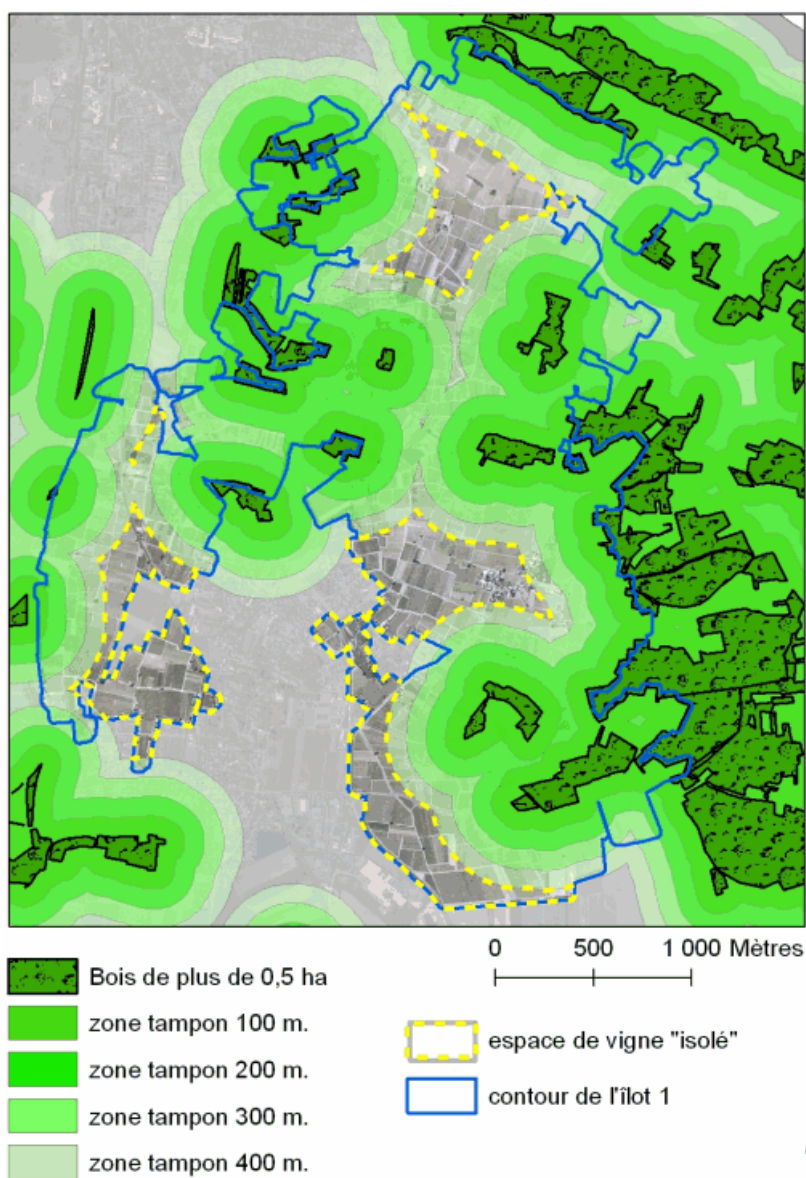 0 500 1 000 Mètres
Bois de plus de 0,5 ha
zone tampon 100 m.
zone tampon 200 m.
zone tampon 300 m.
zone tampon 400 m.
espace de vigne "isolé"
contour de l'îlot 1